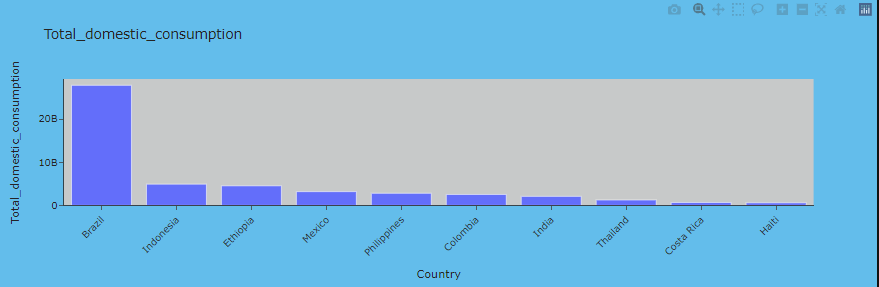 Total_domestic_consumption
Total_domestic_consumption
20B
10B
0
Brazil
Indonesia
Ethiopia
Mexico
Philippines
Colombia
India
Thailand
Costa Rica
Haiti
Country